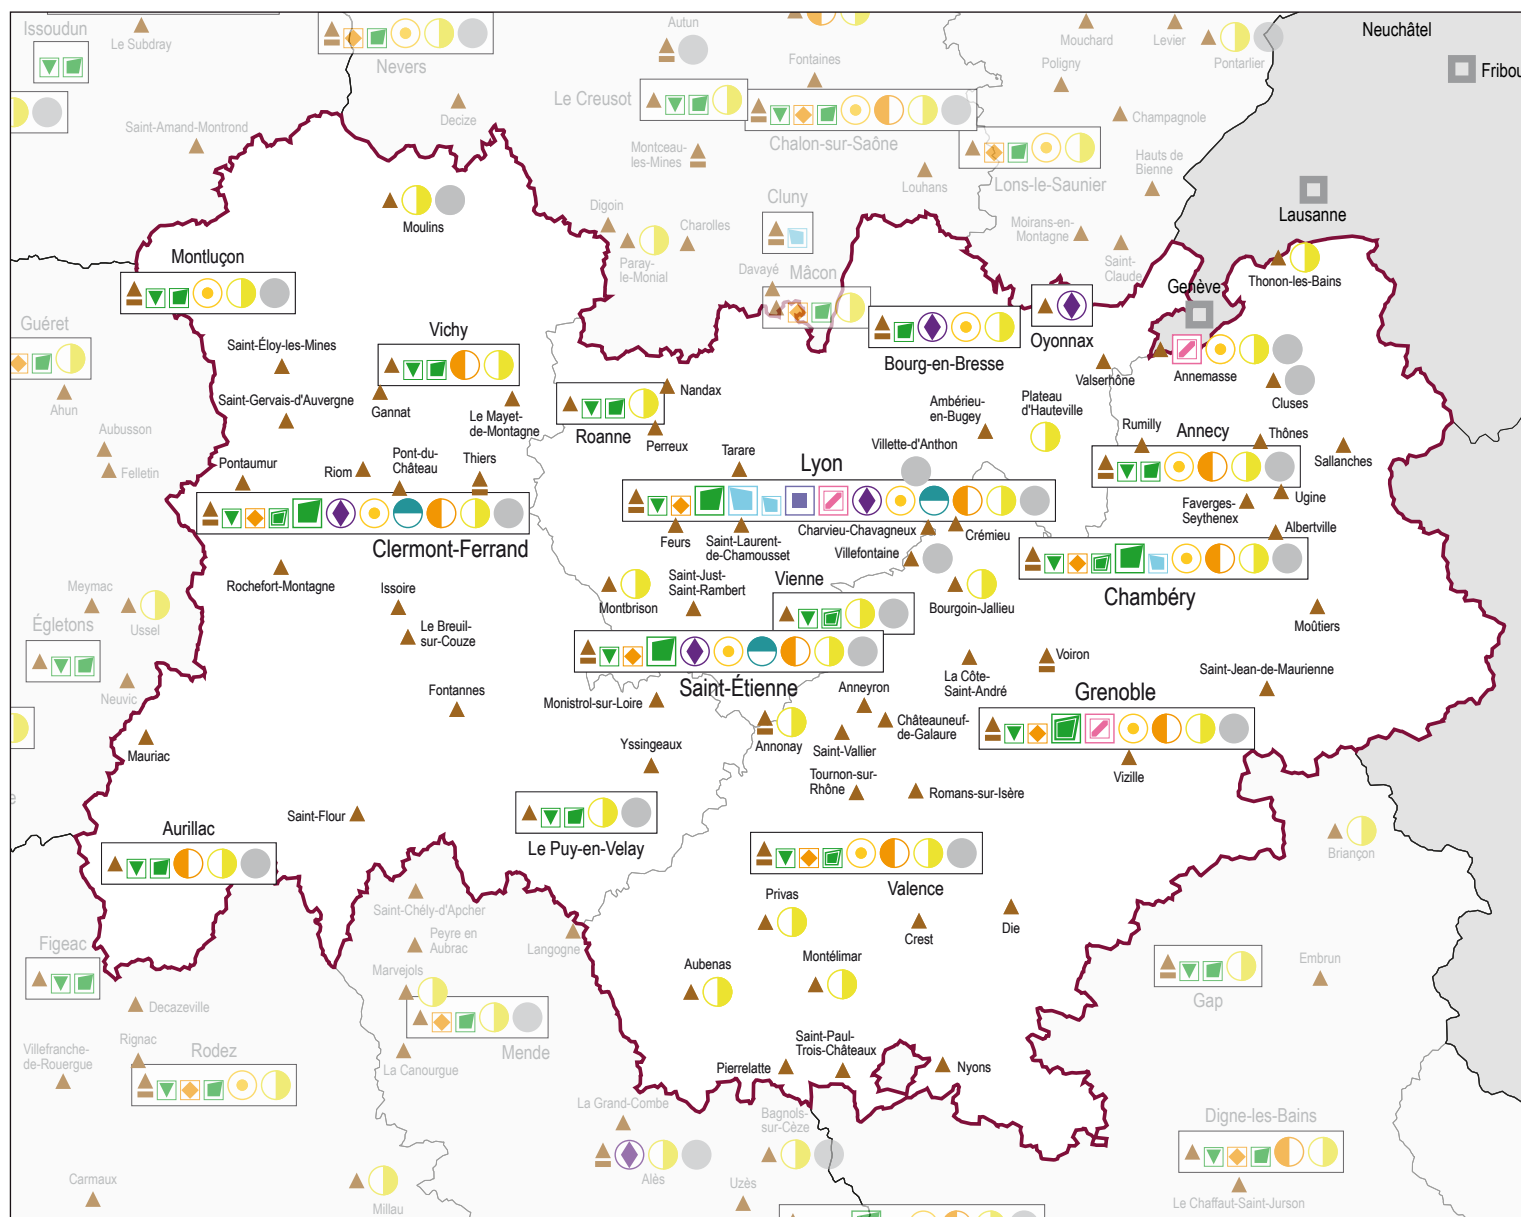 Issoudun
Le Subdray
Nevers
Autun
Fontaines
Mouchard
Levier
Pontarlier
Neuchâtel
Fribou
Poligny
Le Creusot
Decize
Saint-Amand-Montrond
Chalon-sur-Saône
Champagnole
Montceau-
les-Mines
Louhans
Lons-le-Saunier
Hauts de
Bienne
Lausanne
Cluny
Digoin
Charolles
Moulins
Paray-
le-Monial
Moirans-en-
Montagne
Saint-
Claude
Montluçon
Davayé
Mâcon
Genève
Thonon-les-Bains
Guéret
Vichy
Saint-Éloy-les-Mines
Oyonnax
Bourg-en-Bresse
Valserhône
Annemasse
Cluses
Ahun
Saint-Gervais-d'Auvergne
Gannat
Le Mayet-
de-Montagne
Nandax
Roanne
Perreux
Ambérieu-
en-Bugey
Plateau
d'Hauteville
Rumilly
Annecy
Thônes
Sallanches
Aubusson
Felletin
Pontaumur
Riom
Pont-du-
Château
Thiers
Tarare
Lyon
Villette-d'Anthon
Ugine
Faverges-
Seythenex
Albertville
Clermont-Ferrand
Feurs
Saint-Laurent-
de-Chamousset
Charvieu-Chavagneux
Crémieu
Villefontaine
Rochefort-Montagne
Issoire
Le Breuil-
sur-Couze
Montbrison
Saint-Just-
Saint-Rambert
Vienne
Bourgoin-Jallieu
Chambéry
Moûtiers
Meymac
Ussel
Égletons
Neuvic
Fontannes
Saint-Étienne
Monistrol-sur-Loire
Anneyron
La Côte-
Saint-André
Voiron
Saint-Jean-de-Maurienne
Grenoble
Mauriac
Yssingeaux
Annonay
Saint-Vallier
Châteauneuf-
de-Galaure
Tournon-sur-
Rhône
Romans-sur-Isère
Vizille
e
Saint-Flour
Aurillac
Le Puy-en-Velay
Valence
Briançon
Saint-Chély-d'Apcher
Peyre en
Aubrac
Langogne
Privas
Crest
Die
Figeac
Marvejols
Aubenas
Montélimar
Gap
Embrun
Decazeville
Mende
Rignac
Villefranche-
de-Rouergue
Rodez
La Canourgue
Pierrelatte
Saint-Paul-
Trois-Châteaux
Nyons
La Grand-Combe
Bagnols-
sur-Cèze
Digne-les-Bains
Carmaux
Millau
Alès
Uzès
Le Chaffaut-Saint-Jurson